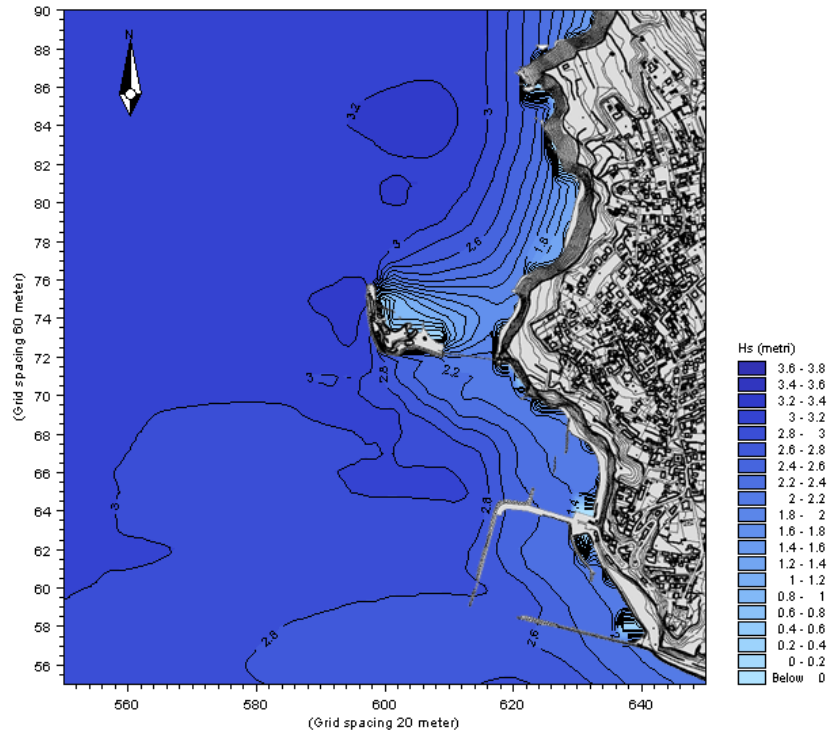 90
88
86
84
82
80
78
76
74
72
70
68
66
64
62
60
58
56
(Grid spacing 60 meter)
N
3.2
3
3
2.6
1.8
2.2
2.8
3
3
2.8
1.4
2.8
2.6
560
580
600
620
640
(Grid spacing 20 meter)
Hs (metri)
3.6 - 3.8
3.4 - 3.6
3.2 - 3.4
3 - 3.2
2.8 - 3
2.6 - 2.8
2.4 - 2.6
2.2 - 2.4
2 - 2.2
1.8 - 2
1.6 - 1.8
1.4 - 1.6
1.2 - 1.4
1 - 1.2
0.8 - 1
0.6 - 0.8
0.4 - 0.6
0.2 - 0.4
0 - 0.2
Below 0